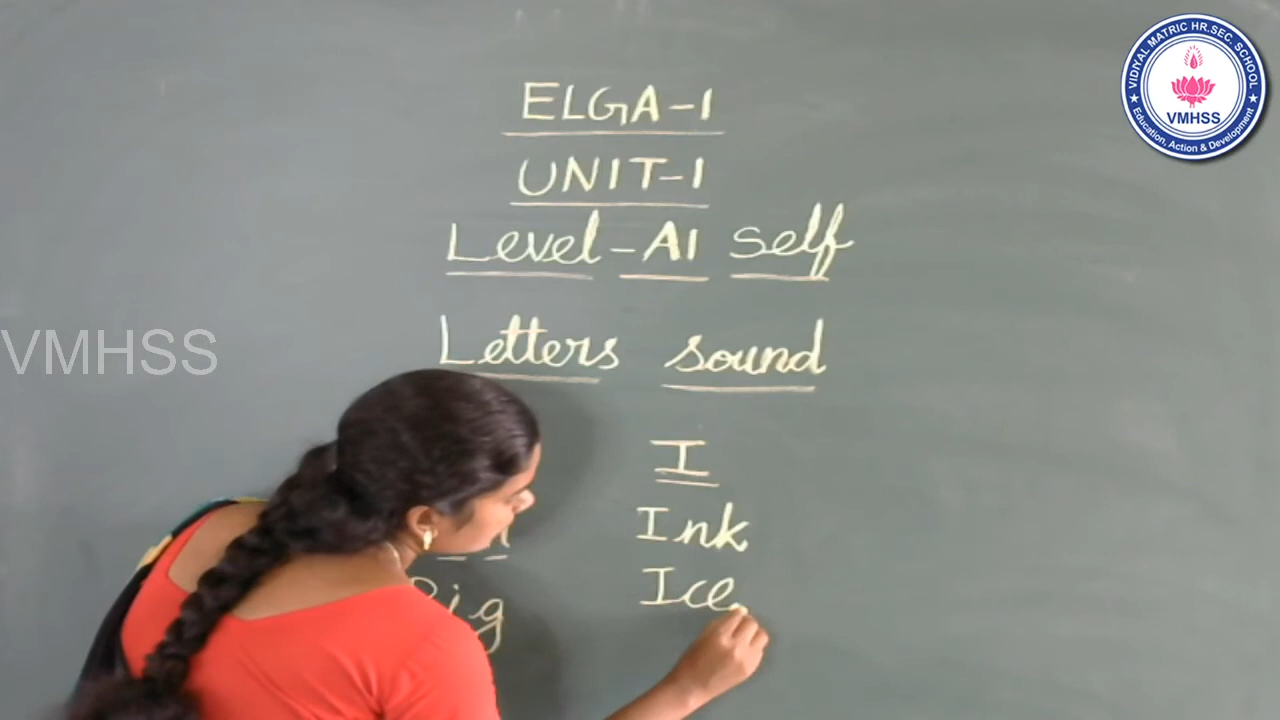 VIDIYAL MATRIC HR.SEC. SCHOOL
VMHSS
Education, Action & Development
ELGA-1
UNIT-1
Level-A1 self
VMHSS
Letters sound
I
Ink
Ice